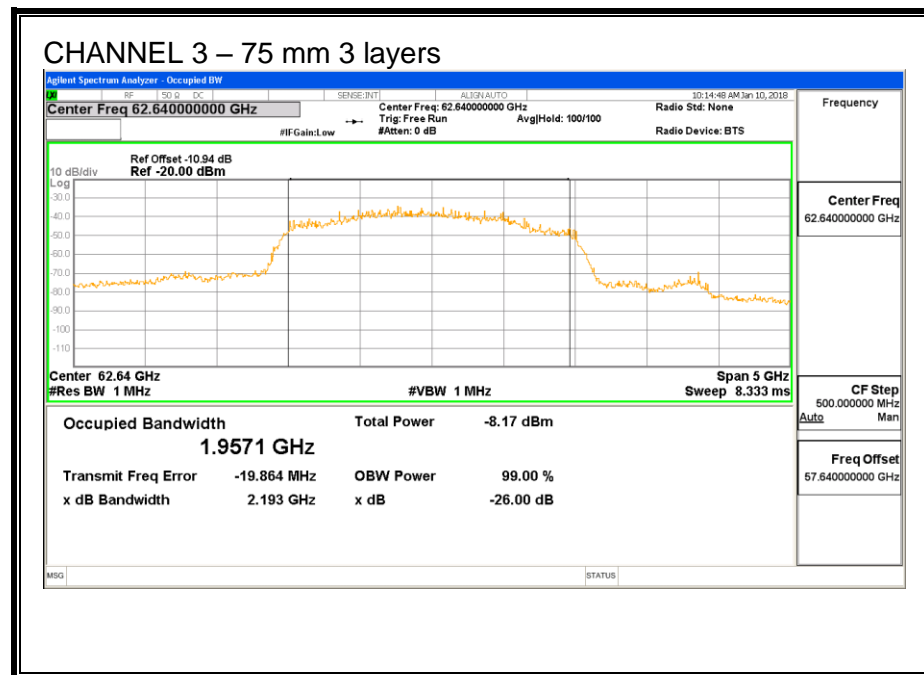 CHANNEL 3 – 75 mm 3 layers
Agilent Spectrum Analyzer - Occupied BW
RF 50 Ω DC SENSE:INT ALIGN AUTO 10:14:48 AM Jan 10, 2018
Center Freq 62.640000000 GHz
Center Freq: 62.640000000 GHz
Radio Std: None
Trig: Free Run Avg|Hold: 100/100
#IFGain:Low #Atten: 0 dB Radio Device: BTS
Ref Offset -10.94 dB
10 dB/div Ref -20.00 dBm
Log
-30.0
-40.0
-50.0
-60.0
-70.0
-80.0
-90.0
-100
-110
Center 62.64 GHz Span 5 GHz
#Res BW 1 MHz #VBW 1 MHz Sweep 8.333 ms
Occupied Bandwidth Total Power -8.17 dBm
1.9571 GHz
Transmit Freq Error -19.864 MHz OBW Power 99.00 %
x dB Bandwidth 2.193 GHz x dB -26.00 dB
MSG STATUS
Frequency
Center Freq
62.640000000 GHz
CF Step
500.000000 MHz
Auto Man
Freq Offset
57.640000000 GHz